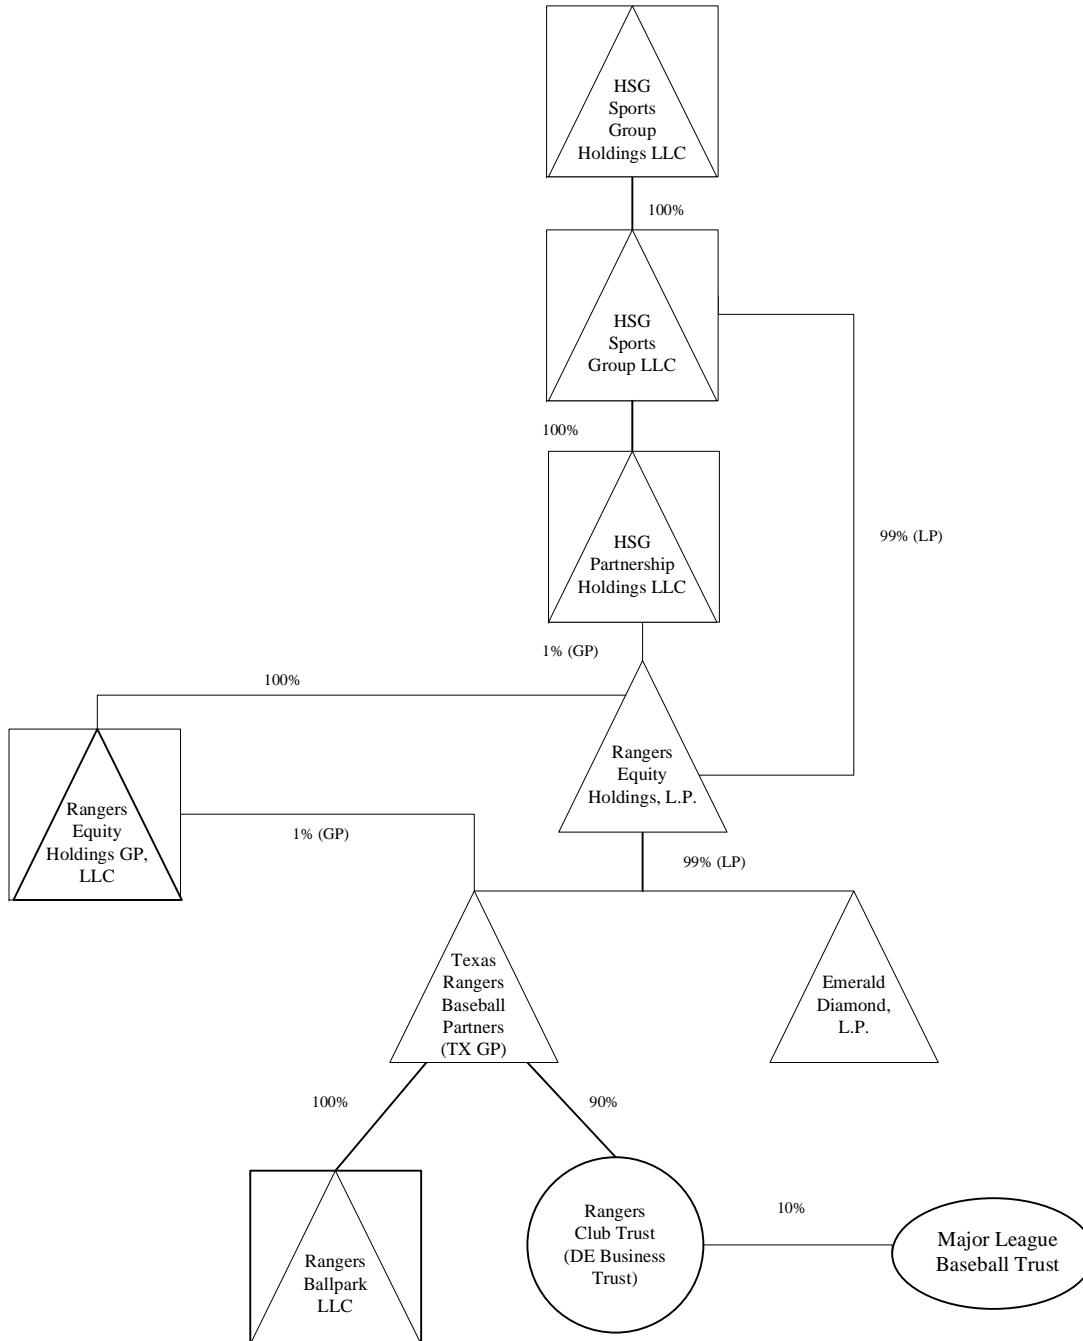 HSG
Sports
Group
Holdings LLC
100%
HSG
Sports
Group LLC
100%
99% (LP)
HSG
Partnership
Holdings LLC
1% (GP)
100%
Rangers
Equity
Holdings, L.P.
Rangers
Equity
Holdings GP,
LLC
1% (GP)
99% (LP)
Texas
Rangers
Baseball
Partners
(TX GP)
Emerald
Diamond,
L.P.
100%
90%
Rangers
Ballpark
LLC
Rangers
Club Trust
(DE Business
Trust)
10%
Major League
Baseball Trust